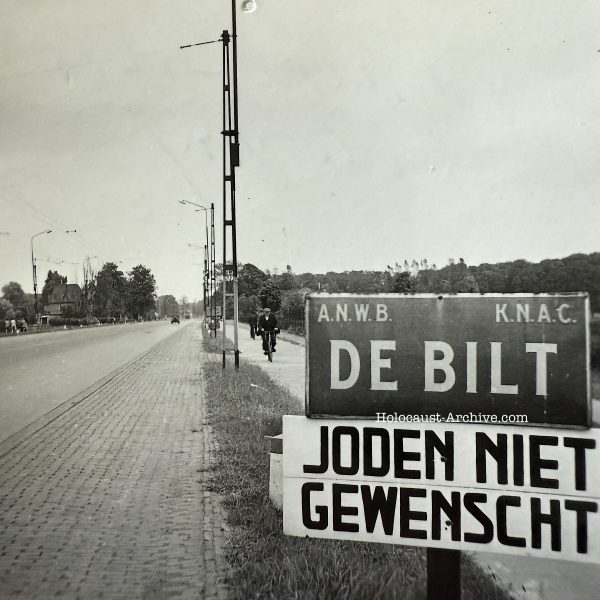 A.N.W.B. K.N.A.C.
DE BILT
Holocaust-Archive.com
JODEN NIET
GEWENSCHT